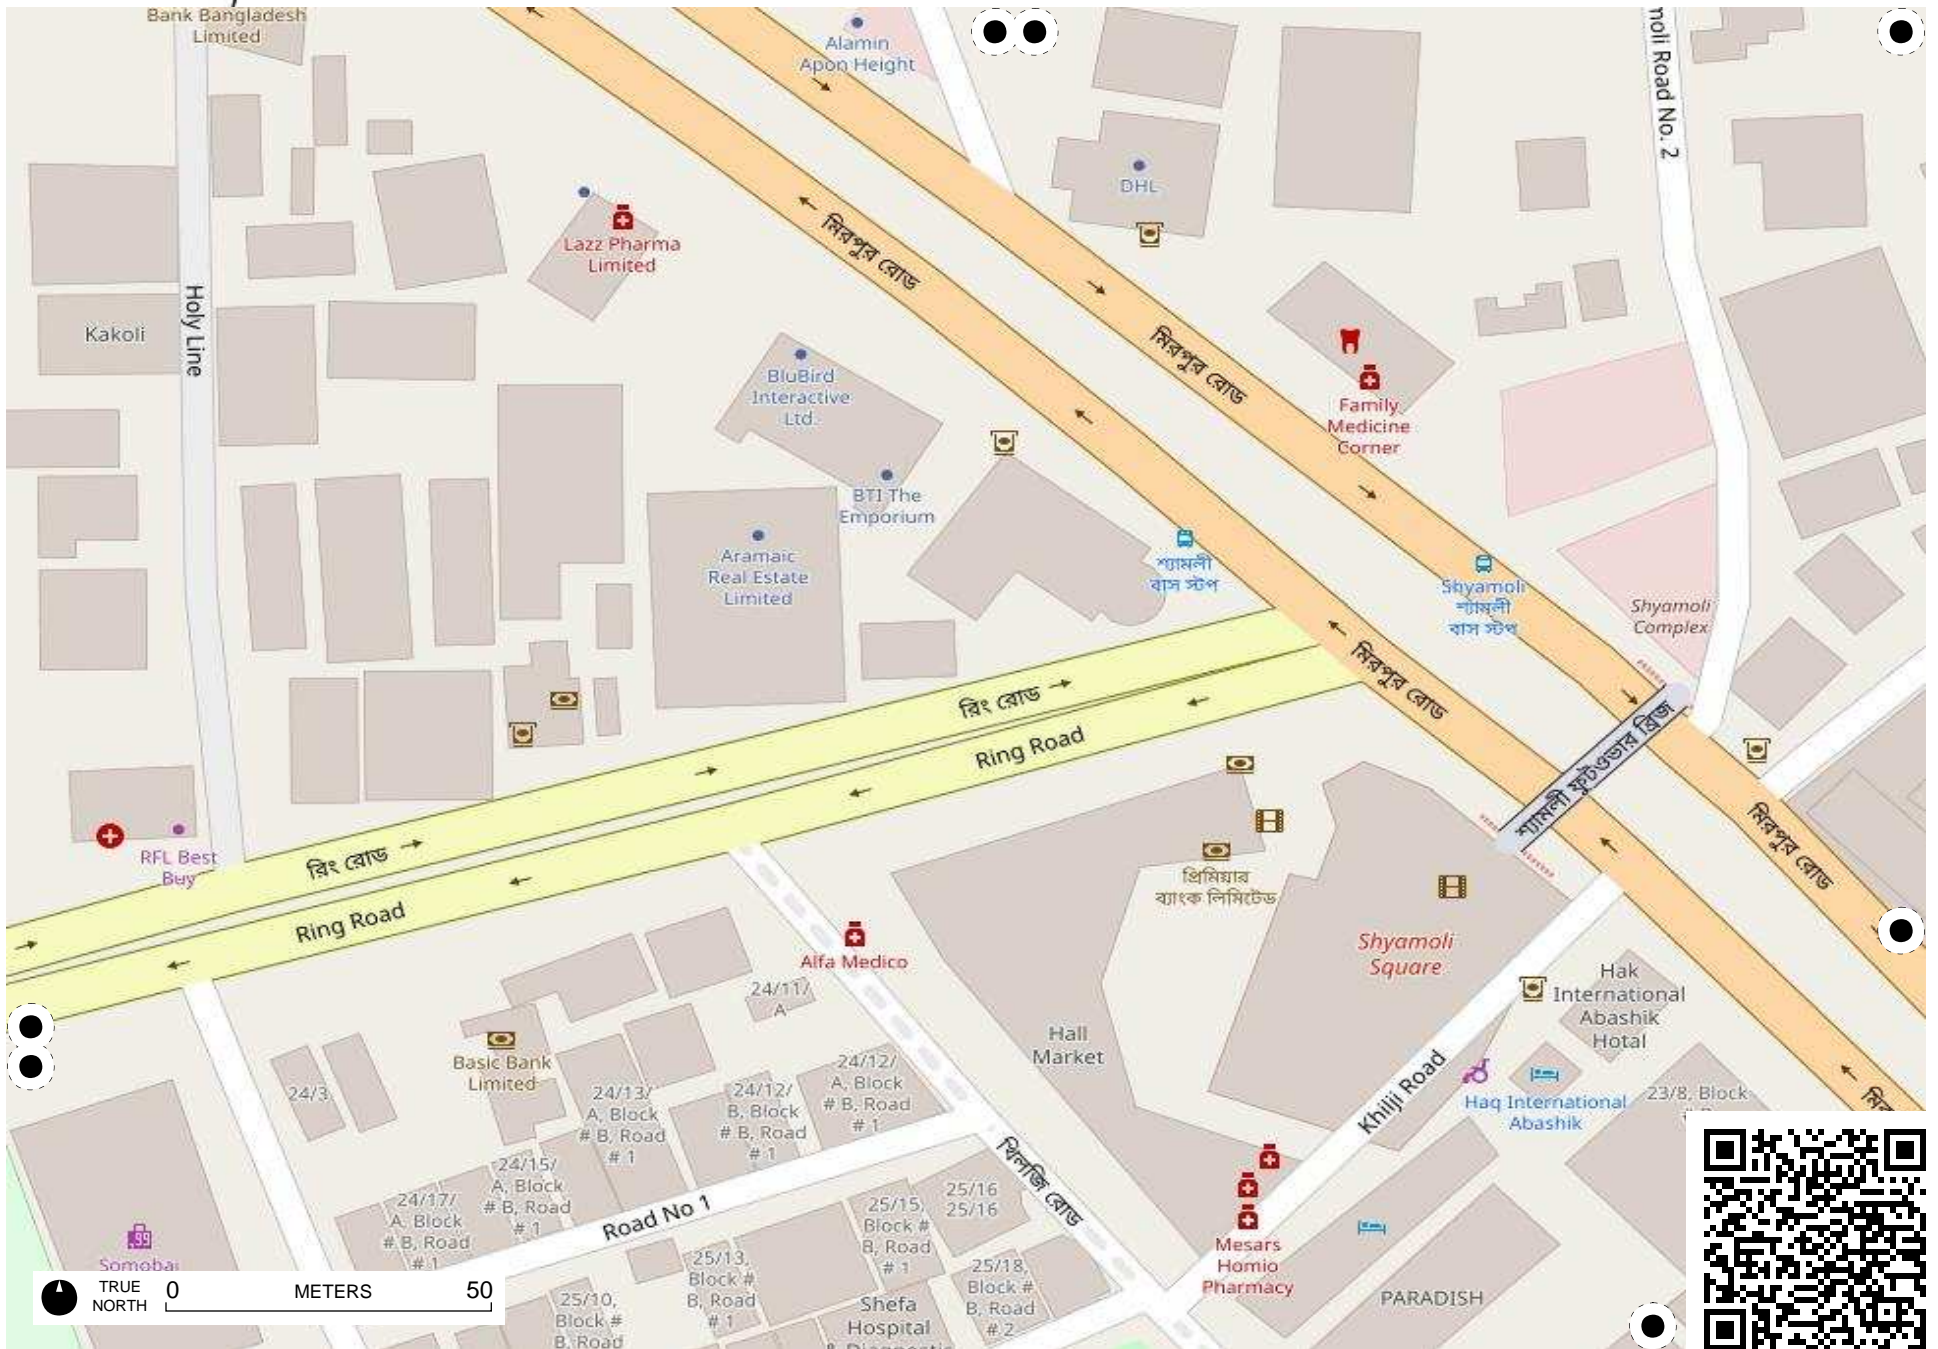 Bank Bangladesh
Limited
Alamin
Apon Height
moli Road No. 2
DHL
মিরপুর রোড
Lazz Pharma
Limited
Holy Line
Kakoli
মিরপুর রোড
BluBird
Interactive
Ltd.
Family
Medicine
Corner
BTI The
Emporium
Aramaic
Real Estate
Limited
শ্যামলী
বাস স্টপ
Shyamoli
শ্যামলী
বাস স্টপ
Shyamoli
Complex
মিরপুর রোড
রিং রোড
Ring Road
শ্যামলী ফুটওভার ব্রিজ
মিরপুর রোড
RFL Best
Buy
রিং রোড
Ring Road
প্রিমিয়ার
ব্যাংক লিমিটেড
Alfa Medico
Shyamoli
Square
Hak
International
Abashik
Hotal
24/11/
A
Hall
Market
Basic Bank
Limited
24/3
24/13/
A, Block
# B, Road
# 1
24/12/
B, Block
# B, Road
# 1
24/12/
A, Block
# B, Road
# 1
Khilji Road
Haq International
Abashik
23/8, Block
মির
24/15/
A, Block
# B, Road
# 1
24/17/
A, Block
# B, Road
# 1
Road No 1
খিলজি রোড
25/16
25/16
25/15,
Block #
B, Road
# 1
25/13,
Block #
B, Road
# 1
25/18,
Block #
B, Road
# 2
Mesars
Homio
Pharmacy
PARADISH
Somobai
25/10,
Block #
B, Road
Shefa
Hospital
& Diagnostic
TRUE
NORTH
0 METERS 50